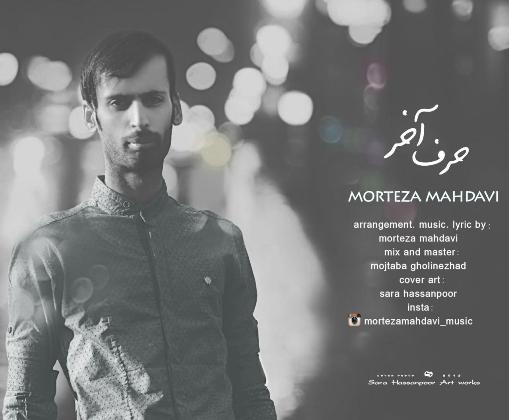 حرف آخر
MORTEZA MAHDAVI
arrangement. music. lyric by :
morteza mahdavi
mix and master :
mojtaba gholinezhad
cover art :
sara hassanpoor
insta :
mortezamahdavi_music
Sara Hassanpoor Art works